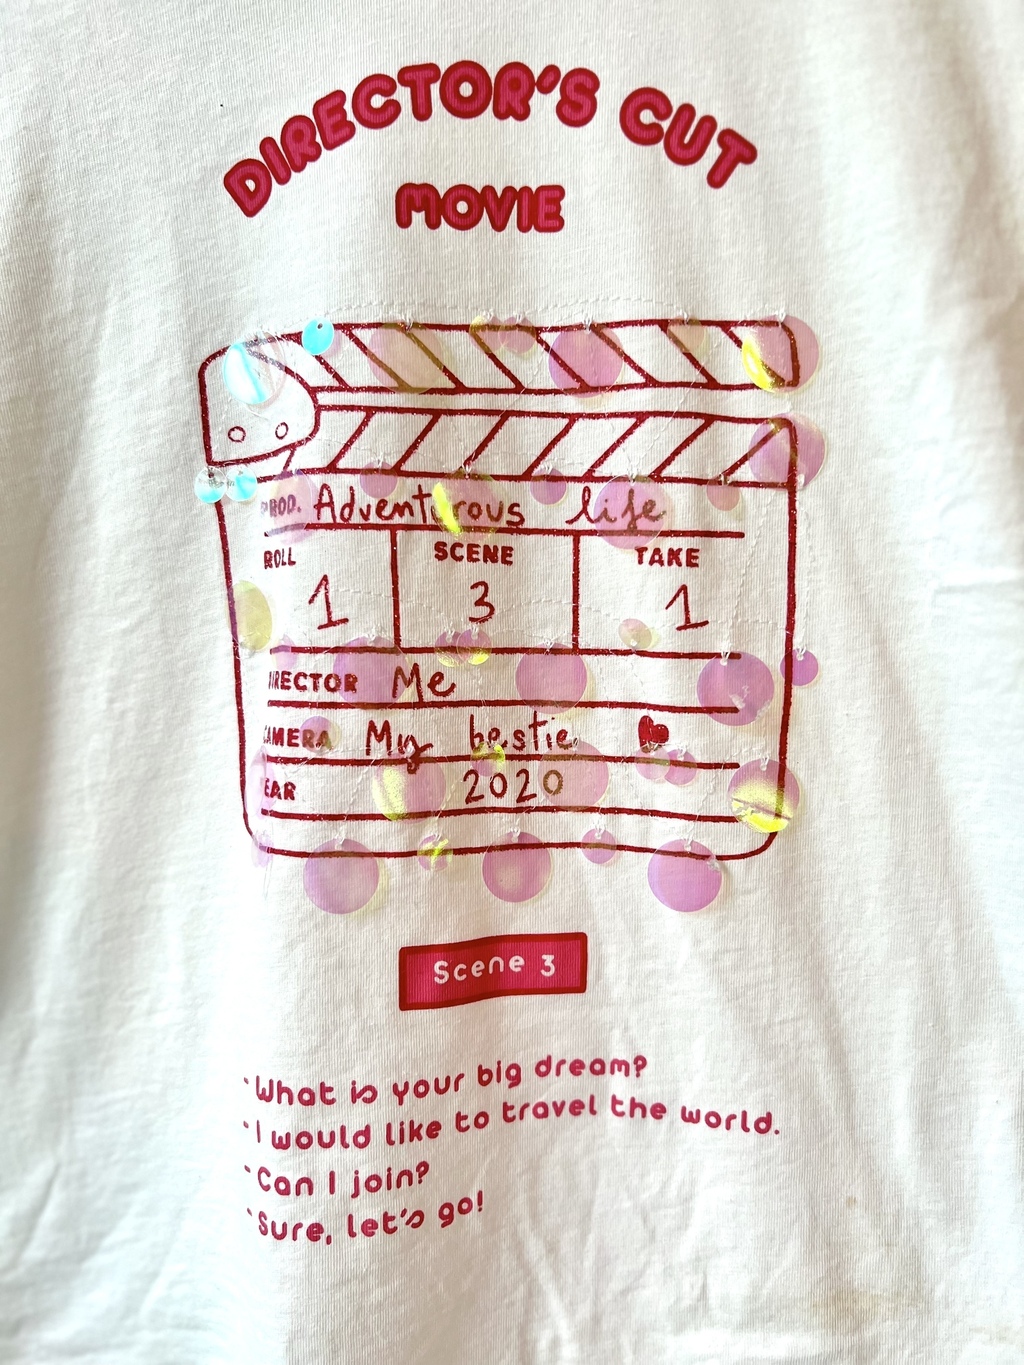 DIRECTOR'S CUT
MOVIE
PROD. Adventurous life
ROLL SCENE TAKE
1 3 1
DIRECTOR Me
CAMERA My bestie
YEAR 2020
Scene 3
What is your big dream?
I would like to travel the world.
Can I join?
Sure, let's go!